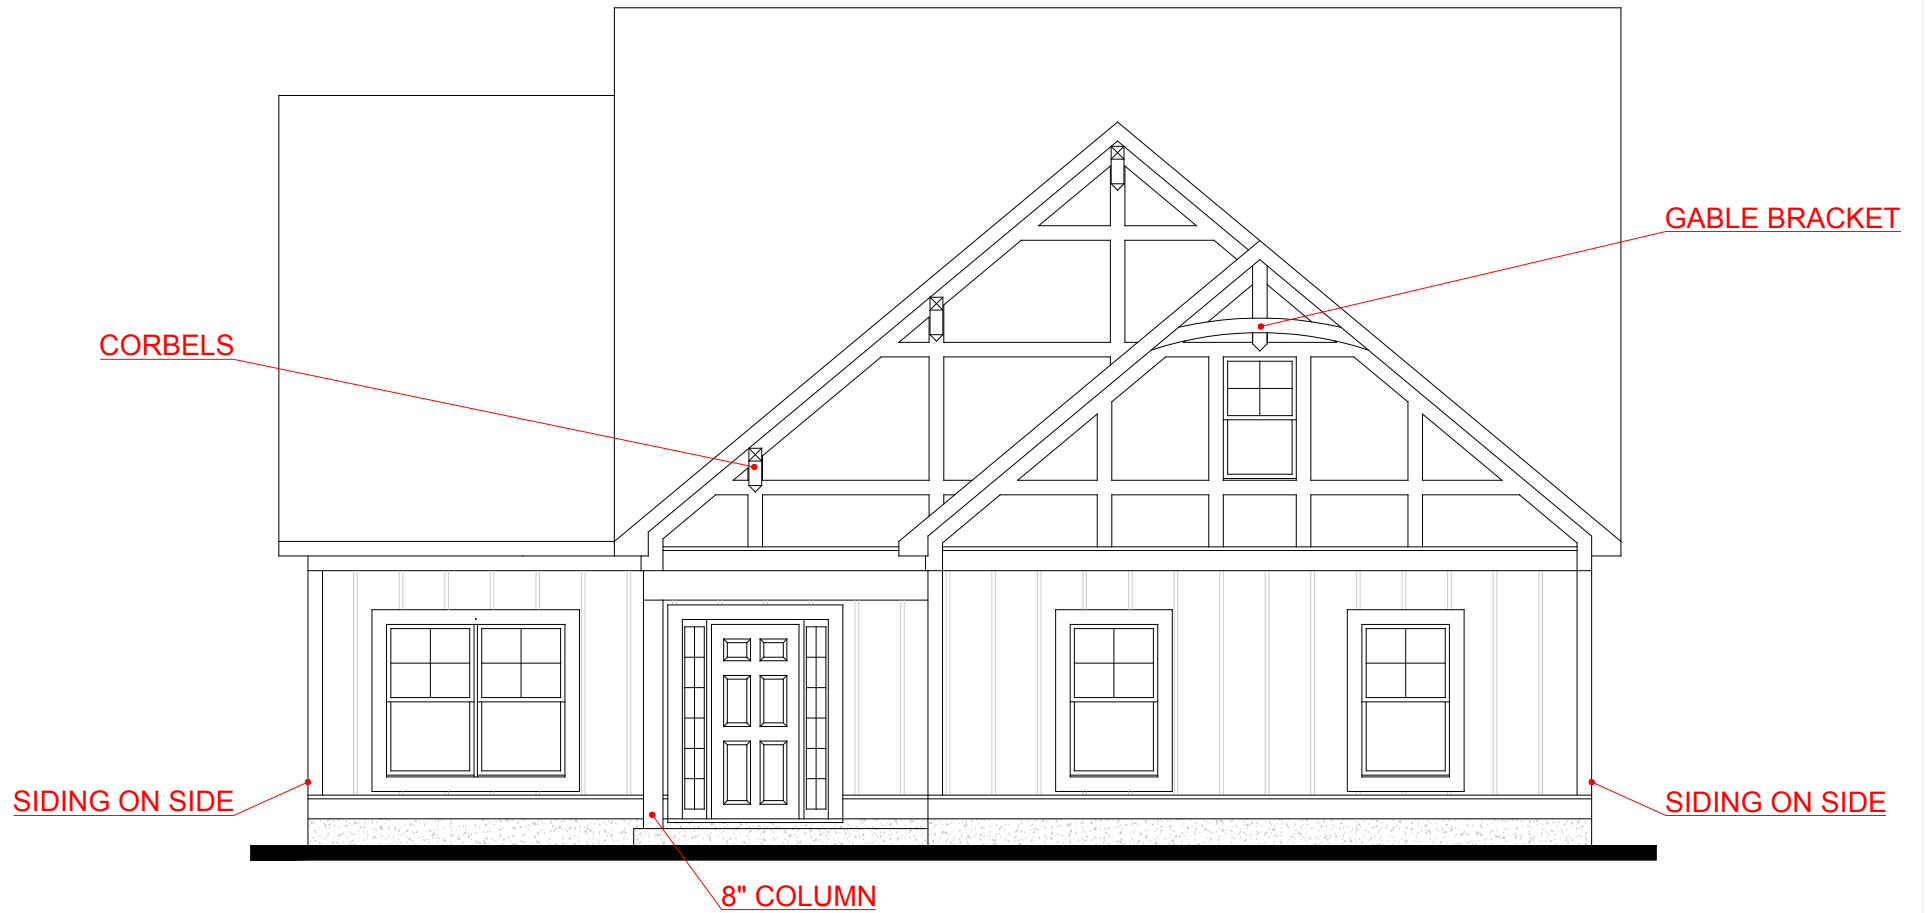 GABLE BRACKET
CORBELS
SIDING ON SIDE
SIDING ON SIDE
8" COLUMN